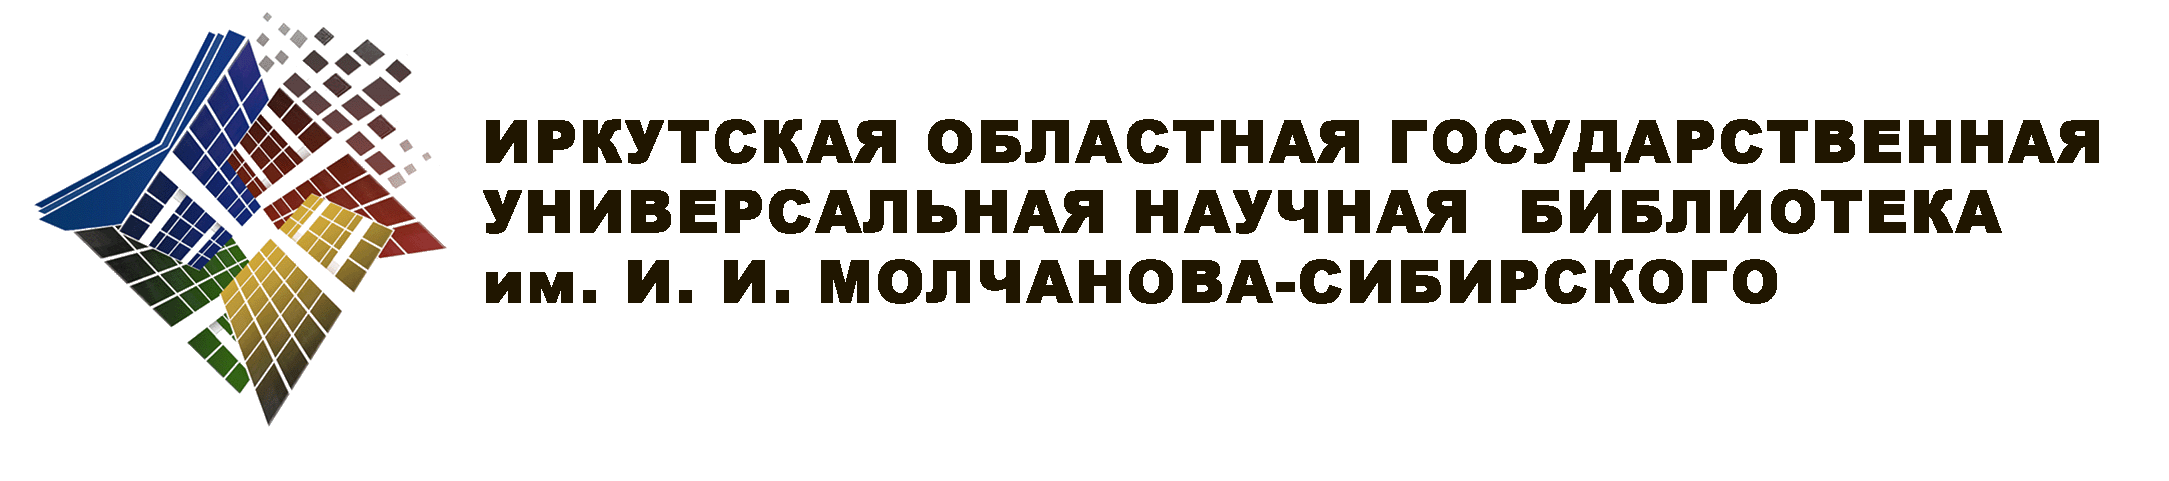 ИРКУТСКАЯ ОБЛАСТНАЯ ГОСУДАРСТВЕННАЯ
УНИВЕРСАЛЬНАЯ НАУЧНАЯ БИБЛИОТЕКА
им. И. И. МОЛЧАНОВА-СИБИРСКОГО